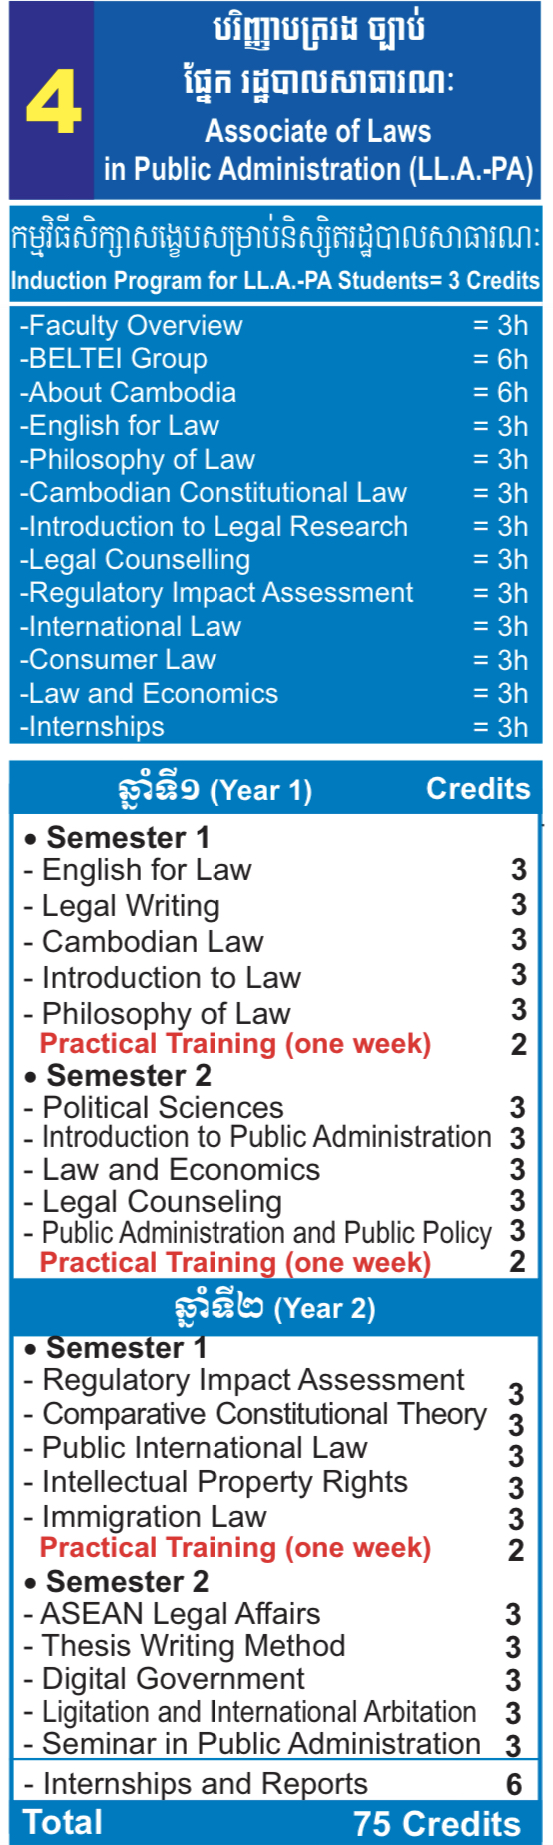 4
បរិញ្ញាបត្ររង ច្បាប់
ផ្នែក រដ្ឋបាលសាធារណៈ
Associate of Laws
in Public Administration (LL.A.-PA)
កម្មវិធីសិក្សាសង្ខេបសម្រាប់និស្សិតរដ្ឋបាលសាធារណៈ
Induction Program for LL.A.-PA Students= 3 Credits
-Faculty Overview = 3h
-BELTEI Group = 6h
-About Cambodia = 6h
-English for Law = 3h
-Philosophy of Law = 3h
-Cambodian Constitutional Law = 3h
-Introduction to Legal Research = 3h
-Legal Counselling = 3h
-Regulatory Impact Assessment = 3h
-International Law = 3h
-Consumer Law = 3h
-Law and Economics = 3h
-Internships = 3h
ឆ្នាំទី១ (Year 1) Credits
• Semester 1
- English for Law 3
- Legal Writing 3
- Cambodian Law 3
- Introduction to Law 3
- Philosophy of Law 3
Practical Training (one week) 2
• Semester 2
- Political Sciences 3
- Introduction to Public Administration 3
- Law and Economics 3
- Legal Counseling 3
- Public Administration and Public Policy 3
Practical Training (one week) 2
ឆ្នាំទី២ (Year 2)
• Semester 1
- Regulatory Impact Assessment 3
- Comparative Constitutional Theory 3
- Public International Law 3
- Intellectual Property Rights 3
- Immigration Law 3
Practical Training (one week) 2
• Semester 2
- ASEAN Legal Affairs 3
- Thesis Writing Method 3
- Digital Government 3
- Ligitation and International Arbitation 3
- Seminar in Public Administration 3
- Internships and Reports 6
Total 75 Credits